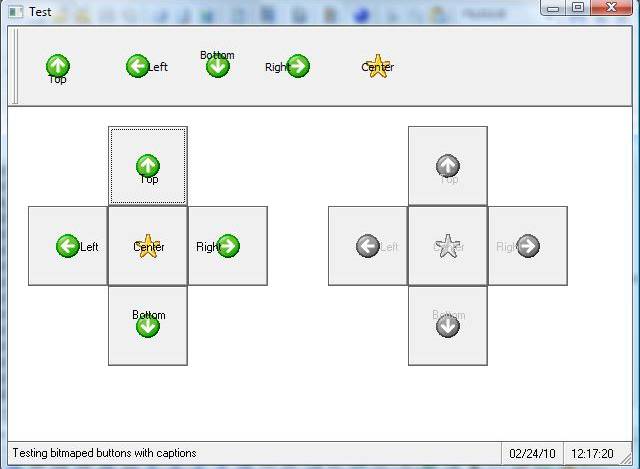 Test
Top
Left
Bottom
Right
Center
Top
Top
Left
Center
Right
Left
Center
Right
Bottom
Bottom
Testing bitmaped buttons with captions
02/24/10
12:17:20